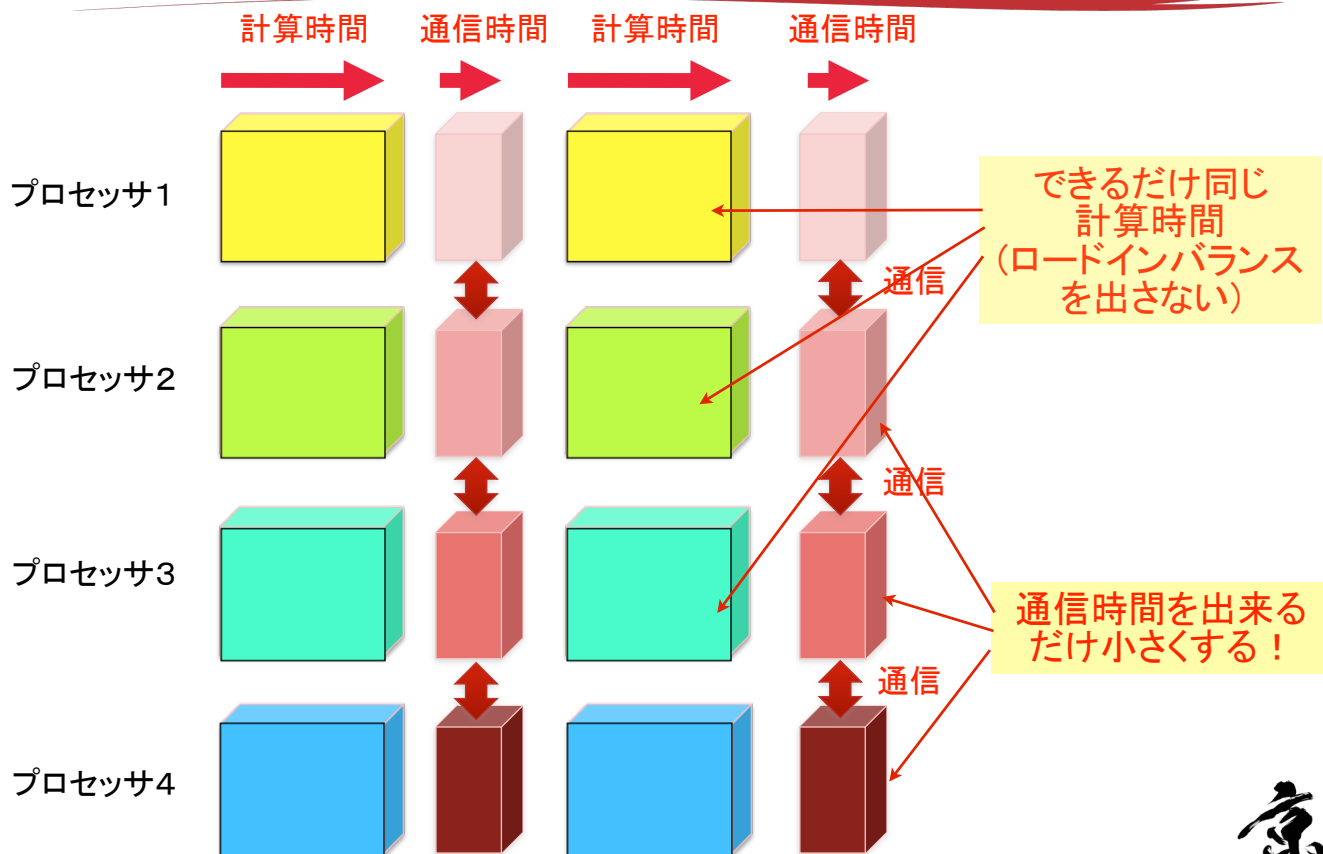 計算時間 通信時間 計算時間 通信時間
プロセッサ1
できるだけ同じ
計算時間
(ロードインバランス
を出さない)
通信
プロセッサ2
通信
プロセッサ3
通信時間を出来る
だけ小さくする!
通信
プロセッサ4
京